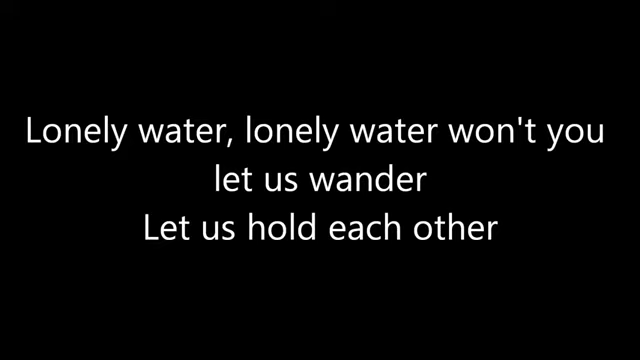 Lonely water, lonely water won't you
let us wander
Let us hold each other